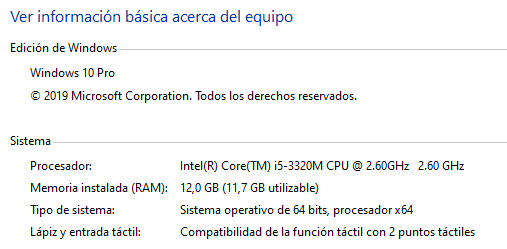 Ver información básica acerca del equipo
Edición de Windows
Windows 10 Pro
© 2019 Microsoft Corporation. Todos los derechos reservados.
Sistema
Procesador: Intel(R) Core(TM) i5-3320M CPU @ 2.60GHz 2.60 GHz
Memoria instalada (RAM): 12,0 GB (11,7 GB utilizable)
Tipo de sistema: Sistema operativo de 64 bits, procesador x64
Lápiz y entrada táctil: Compatibilidad de la función táctil con 2 puntos táctiles